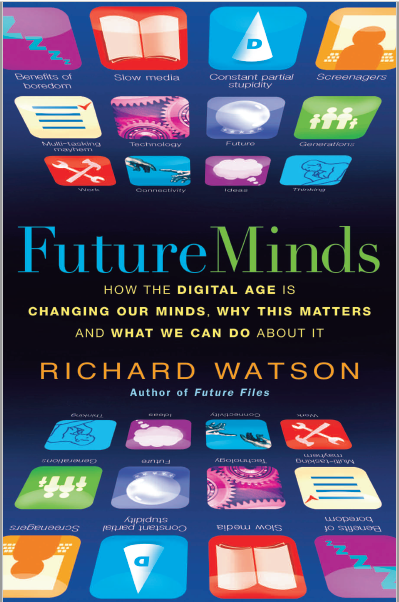 Z Z Z Z
D
Benefits of
boredom
Slow media
Constant partial
stupidity
Screenagers
Multi-tasking
mayhem
Technology
Future
Generations
Work
Connectivity
Ideas
Thinking
FutureMinds
HOW THE DIGITAL AGE IS
CHANGING OUR MINDS, WHY THIS MATTERS
AND WHAT WE CAN DO ABOUT IT
RICHARD WATSON
Author of Future Files
Thinking
Ideas
Connectivity
Work
Generations
Future
Technology
Multi-tasking
mayhem
Screenagers
Constant partial
stupidity
Slow media
Benefits of
boredom
D
Z Z Z